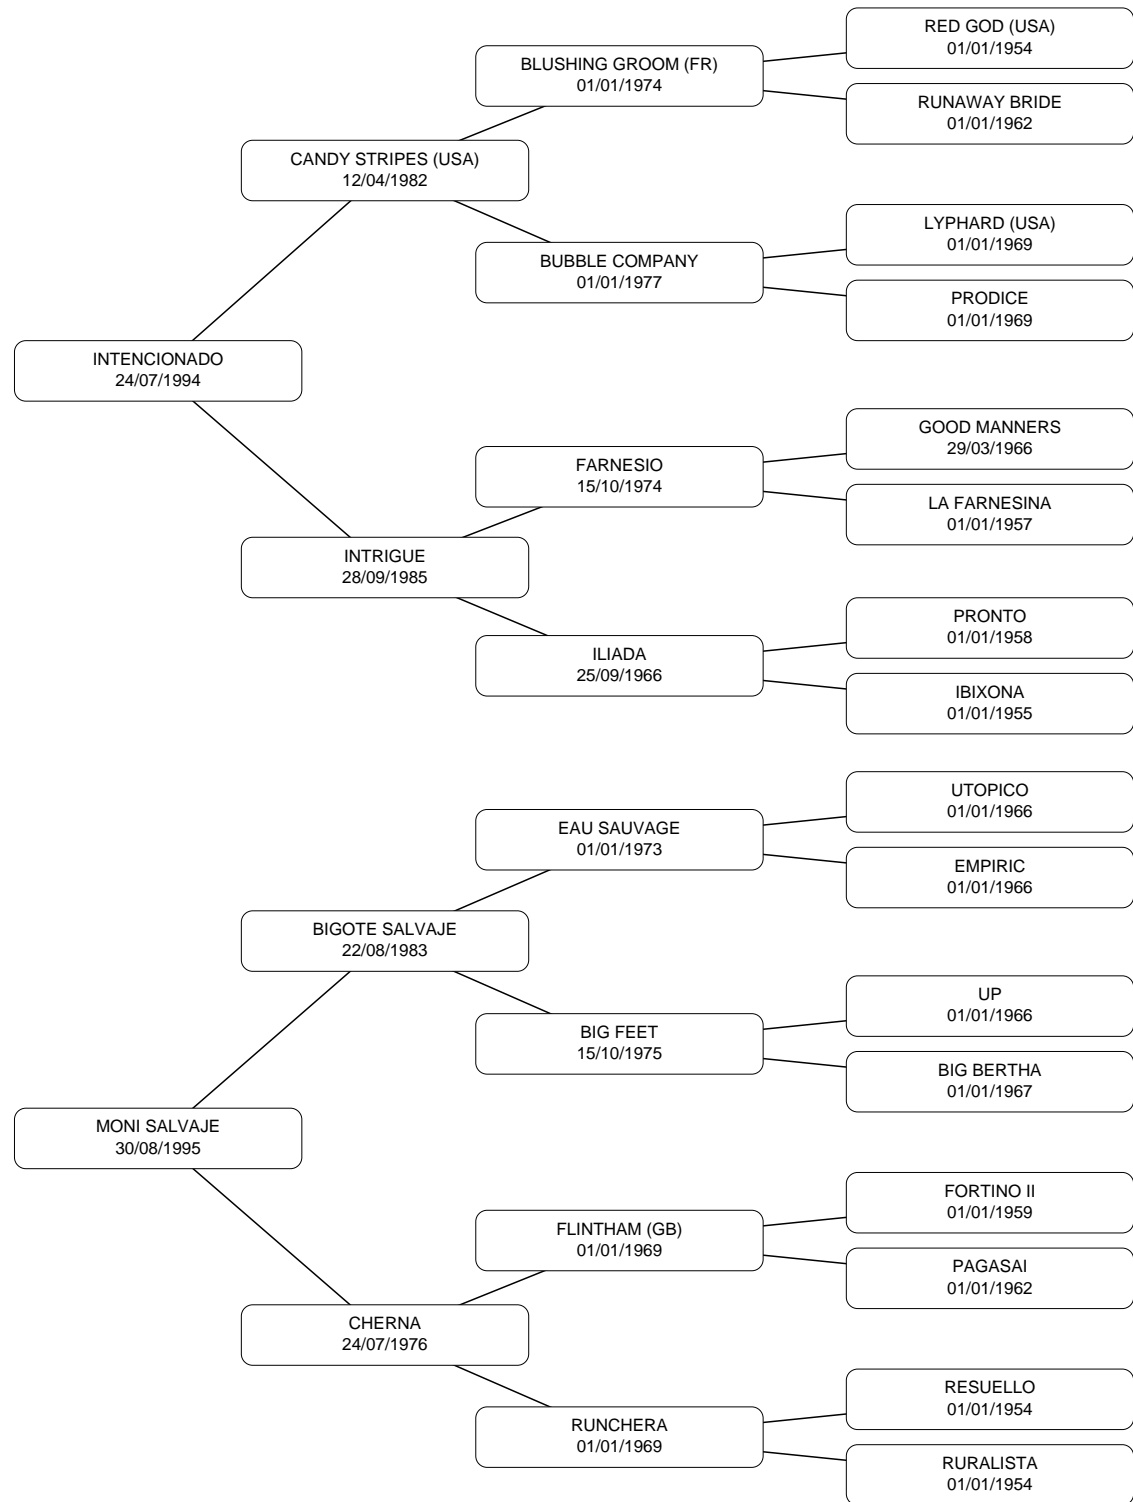 RED GOD (USA)
01/01/1954
BLUSHING GROOM (FR)
01/01/1974
RUNAWAY BRIDE
01/01/1962
CANDY STRIPES (USA)
12/04/1982
LYPHARD (USA)
01/01/1969
BUBBLE COMPANY
01/01/1977
PRODICE
01/01/1969
INTENCIONADO
24/07/1994
GOOD MANNERS
29/03/1966
FARNESIO
15/10/1974
LA FARNESINA
01/01/1957
INTRIGUE
28/09/1985
PRONTO
01/01/1958
ILIADA
25/09/1966
IBIXONA
01/01/1955
UTOPICO
01/01/1966
EAU SAUVAGE
01/01/1973
EMPIRIC
01/01/1966
BIGOTE SALVAJE
22/08/1983
UP
01/01/1966
BIG FEET
15/10/1975
BIG BERTHA
01/01/1967
MONI SALVAJE
30/08/1995
FORTINO II
01/01/1959
FLINTHAM (GB)
01/01/1969
PAGASAI
01/01/1962
CHERNA
24/07/1976
RESUELLO
01/01/1954
RUNCHERA
01/01/1969
RURALISTA
01/01/1954